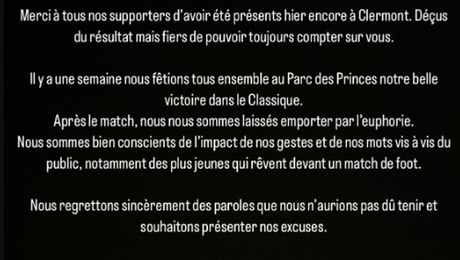 Merci à tous nos supporters d'avoir été présents hier encore à Clermont. Déçus
du résultat mais fiers de pouvoir toujours compter sur vous.
Il y a une semaine nous fêtions tous ensemble au Parc des Princes notre belle
victoire dans le Classique.
Après le match, nous nous sommes laissés emporter par l'euphorie.
Nous sommes bien conscients de l'impact de nos gestes et de nos mots vis à vis du
public, notamment des plus jeunes qui rêvent devant un match de foot.
Nous regrettons sincèrement des paroles que nous n'aurions pas dû tenir et
souhaitons présenter nos excuses.